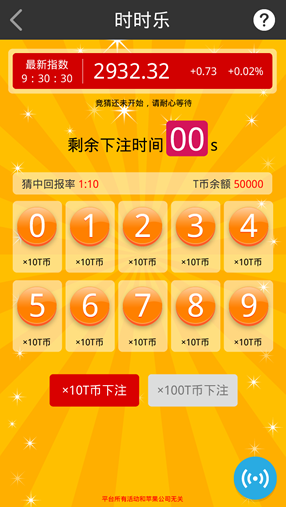 时时乐
?
最新指数
9 : 30 : 30
2932.32
+0.73
+0.02%
竞猜还未开始，请耐心等待
剩余下注时间 00 s
猜中回报率 1:10
T币余额 50000
0 1 2 3 4
×10T币 ×10T币 ×10T币 ×10T币 ×10T币
5 6 7 8 9
×10T币 ×10T币 ×10T币 ×10T币 ×10T币
×10T币下注
×100T币下注
平台所有活动和苹果公司无关